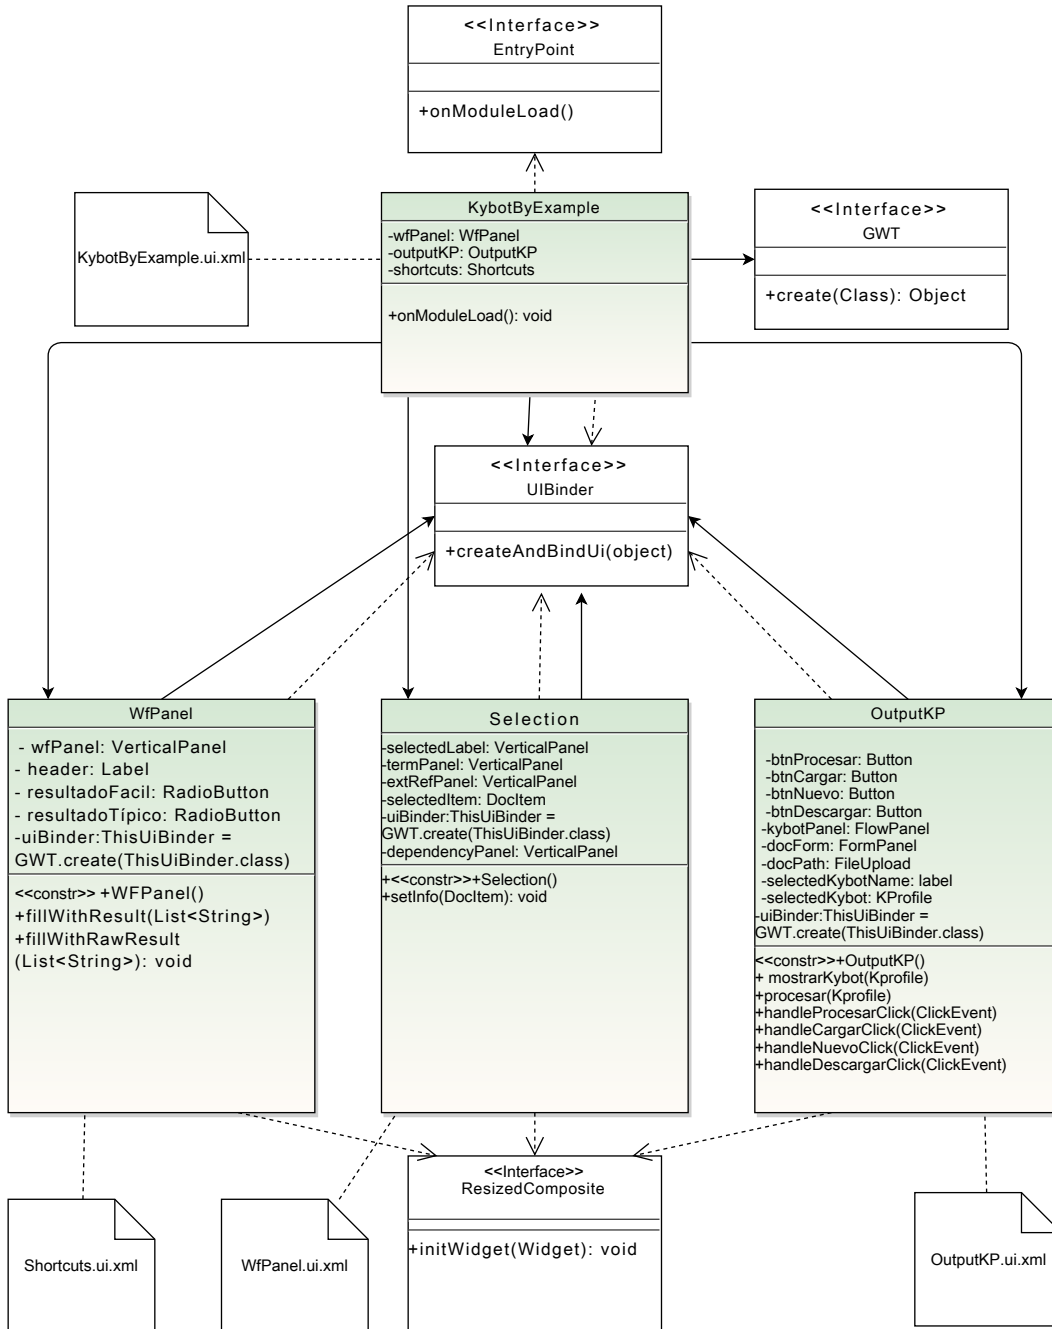 <<Interface>>
EntryPoint
+onModuleLoad()
KybotByExample.ui.xml
KybotByExample
-wfPanel: WfPanel
-outputKP: OutputKP
-shortcuts: Shortcuts
+onModuleLoad(): void
<<Interface>>
GWT
+create(Class): Object
<<Interface>>
UIBinder
+createAndBindUi(object)
WfPanel
- wfPanel: VerticalPanel
- header: Label
- resultadoFacil: RadioButton
- resultadoTípico: RadioButton
-uiBinder:ThisUiBinder =
GWT.create(ThisUiBinder.class)
<<constr>> +WFPanel()
+fillWithResult(List<String>)
+fillWithRawResult
(List<String>): void
Selection
-selectedLabel: VerticalPanel
-termPanel: VerticalPanel
-extRefPanel: VerticalPanel
-selectedItem: DocItem
-uiBinder:ThisUiBinder =
GWT.create(ThisUiBinder.class)
-dependencyPanel: VerticalPanel
+<<constr>>+Selection()
+setInfo(DocItem): void
OutputKP
-btnProcesar: Button
-btnCargar: Button
-btnNuevo: Button
-btnDescargar: Button
-kybotPanel: FlowPanel
-docForm: FormPanel
-docPath: FileUpload
-selectedKybotName: label
-selectedKybot: KProfile
-uiBinder:ThisUiBinder =
GWT.create(ThisUiBinder.class)
<<constr>>+OutputKP()
+ mostrarKybot(Kprofile)
+procesar(Kprofile)
+handleProcesarClick(ClickEvent)
+handleCargarClick(ClickEvent)
+handleNuevoClick(ClickEvent)
+handleDescargarClick(ClickEvent)
Shortcuts.ui.xml
WfPanel.ui.xml
<<Interface>>
ResizedComposite
+initWidget(Widget): void
OutputKP.ui.xml